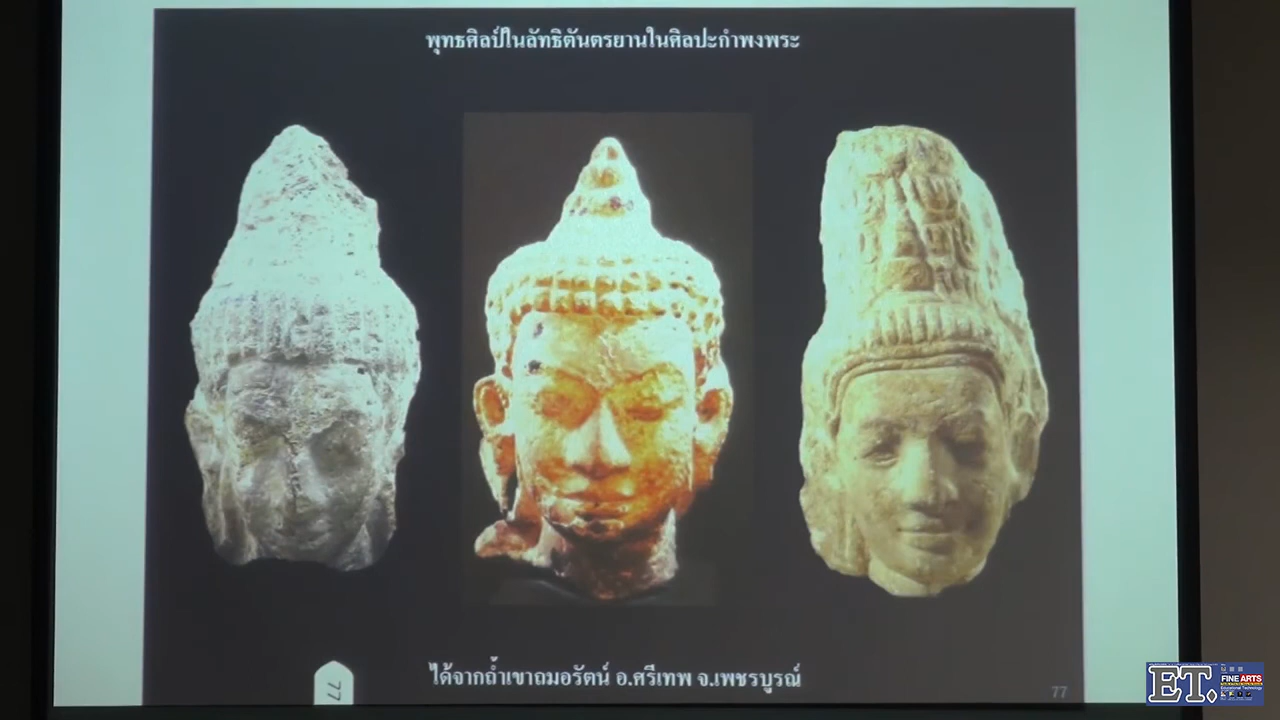 พุทธศิลป์ในลัทธิตันตรยานในศิลปะกำพงพระ
ได้จากถ้ำเขาถมอรัตน์ อ.ศรีเทพ จ.เพชรบูรณ์
77
77
ET.
FINE ARTS
Educational Technology